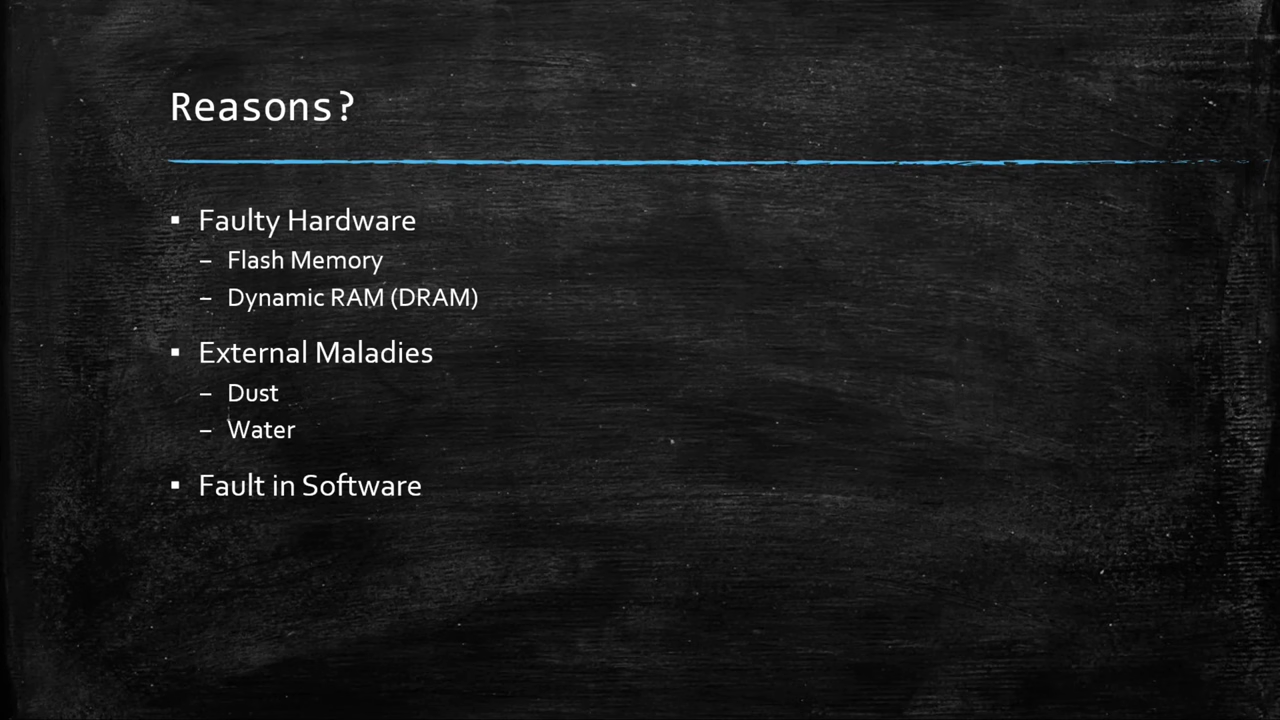 Reasons?
▪ Faulty Hardware
– Flash Memory
– Dynamic RAM (DRAM)
▪ External Maladies
– Dust
– Water
▪ Fault in Software